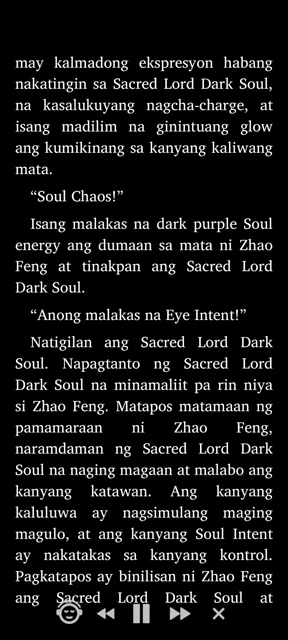 may kalmadong ekspresyon habang
nakatingin sa Sacred Lord Dark Soul,
na kasalukuyang nagcha-charge, at
isang madilim na ginintuang glow
ang kumikinang sa kanyang kaliwang
mata.
“Soul Chaos!”
Isang malakas na dark purple Soul
energy ang dumaan sa mata ni Zhao
Feng at tinakpan ang Sacred Lord
Dark Soul.
“Anong malakas na Eye Intent!”
Natigilan ang Sacred Lord Dark
Soul. Napagtanto ng Sacred Lord
Dark Soul na minamaliit pa rin niya
si Zhao Feng. Matapos matamaan ng
pamamaraan ni Zhao Feng,
naramdaman ng Sacred Lord Dark
Soul na naging magaan at malabo ang
kanyang katawan. Ang kanyang
kaluluwa ay nagsimulang maging
magulo, at ang kanyang Soul Intent
ay nakatakas sa kanyang kontrol.
Pagkatapos ay binilisan ni Zhao Feng
ang Sacred Lord Dark Soul at